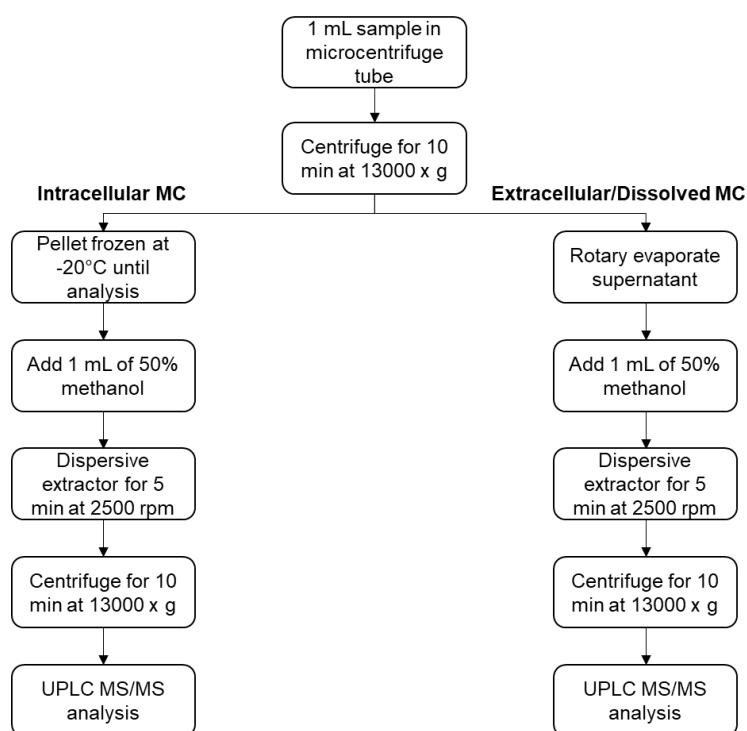 1 mL sample in
microcentrifuge
tube
Centrifuge for 10
min at 13000 x g
Intracellular MC
Extracellular/Dissolved MC
Pellet frozen at
-20°C until
analysis
Rotary evaporate
supernatant
Add 1 mL of 50%
methanol
Add 1 mL of 50%
methanol
Dispersive
extractor for 5
min at 2500 rpm
Dispersive
extractor for 5
min at 2500 rpm
Centrifuge for 10
min at 13000 x g
Centrifuge for 10
min at 13000 x g
UPLC MS/MS
analysis
UPLC MS/MS
analysis